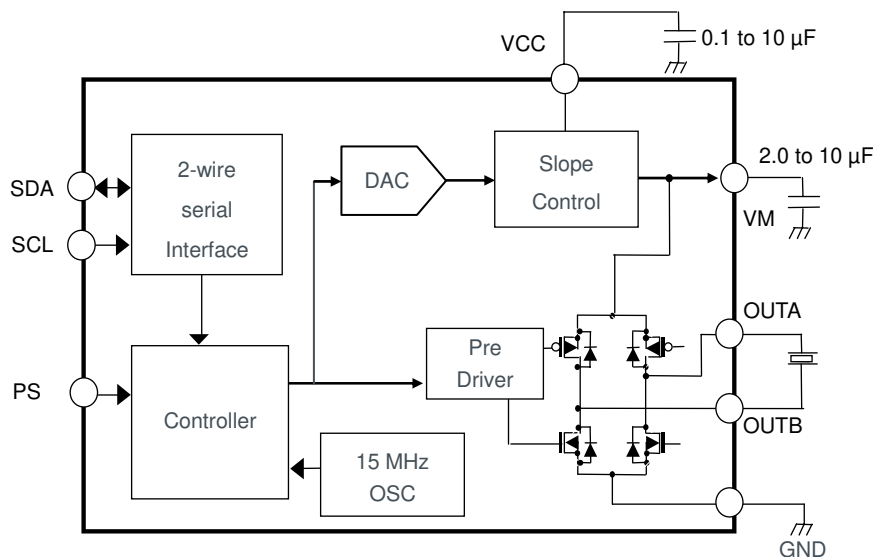 VCC
0.1 to 10 µF
2-wire
serial
Interface
DAC
Slope
Control
2.0 to 10 µF
SDA
SCL
VM
OUTA
Pre
Driver
PS
Controller
OUTB
15 MHz
OSC
GND